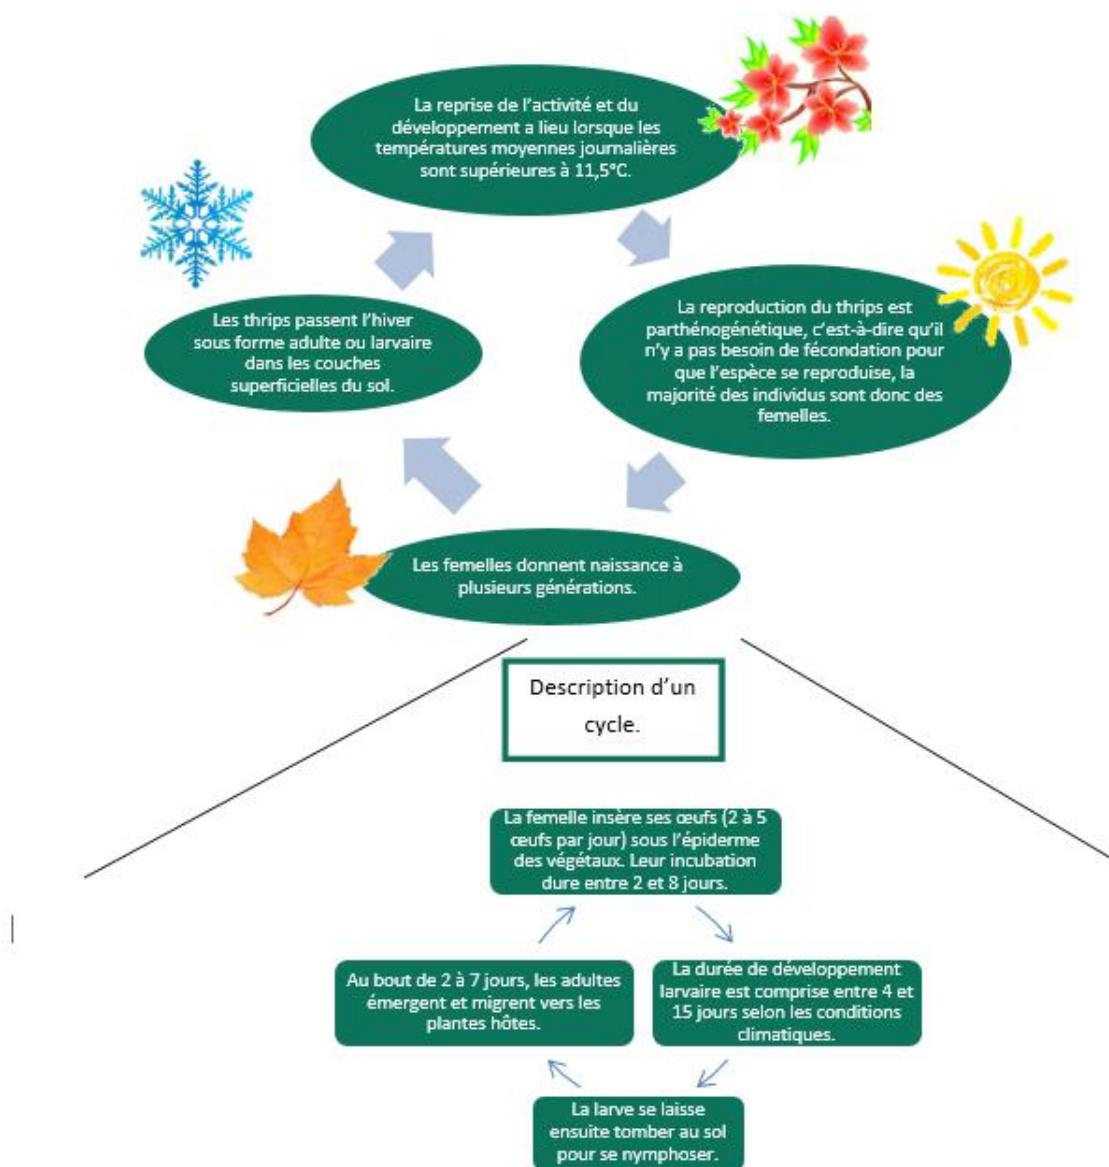 La reprise de l'activité et du
développement a lieu lorsque les
températures moyennes journalières
sont supérieures à 11,5°C.
Les thrips passent l'hiver
sous forme adulte ou larvaire
dans les couches
superficielles du sol.
La reproduction du thrips est
parthénogénétique, c'est-à-dire qu'il
n'y a pas besoin de fécondation pour
que l'espèce se reproduise, la
majorité des individus sont donc des
femelles.
Les femelles donnent naissance à
plusieurs générations.
Description d'un
cycle.
La femelle insère ses œufs (2 à 5
œufs par jour) sous l'épiderme
des végétaux. Leur incubation
dure entre 2 et 8 jours.
Au bout de 2 à 7 jours, les adultes
émergent et migrent vers les
plantes hôtes.
La durée de développement
larvaire est comprise entre 4 et
15 jours selon les conditions
climatiques.
La larve se laisse
ensuite tomber au sol
pour se nymphoser.